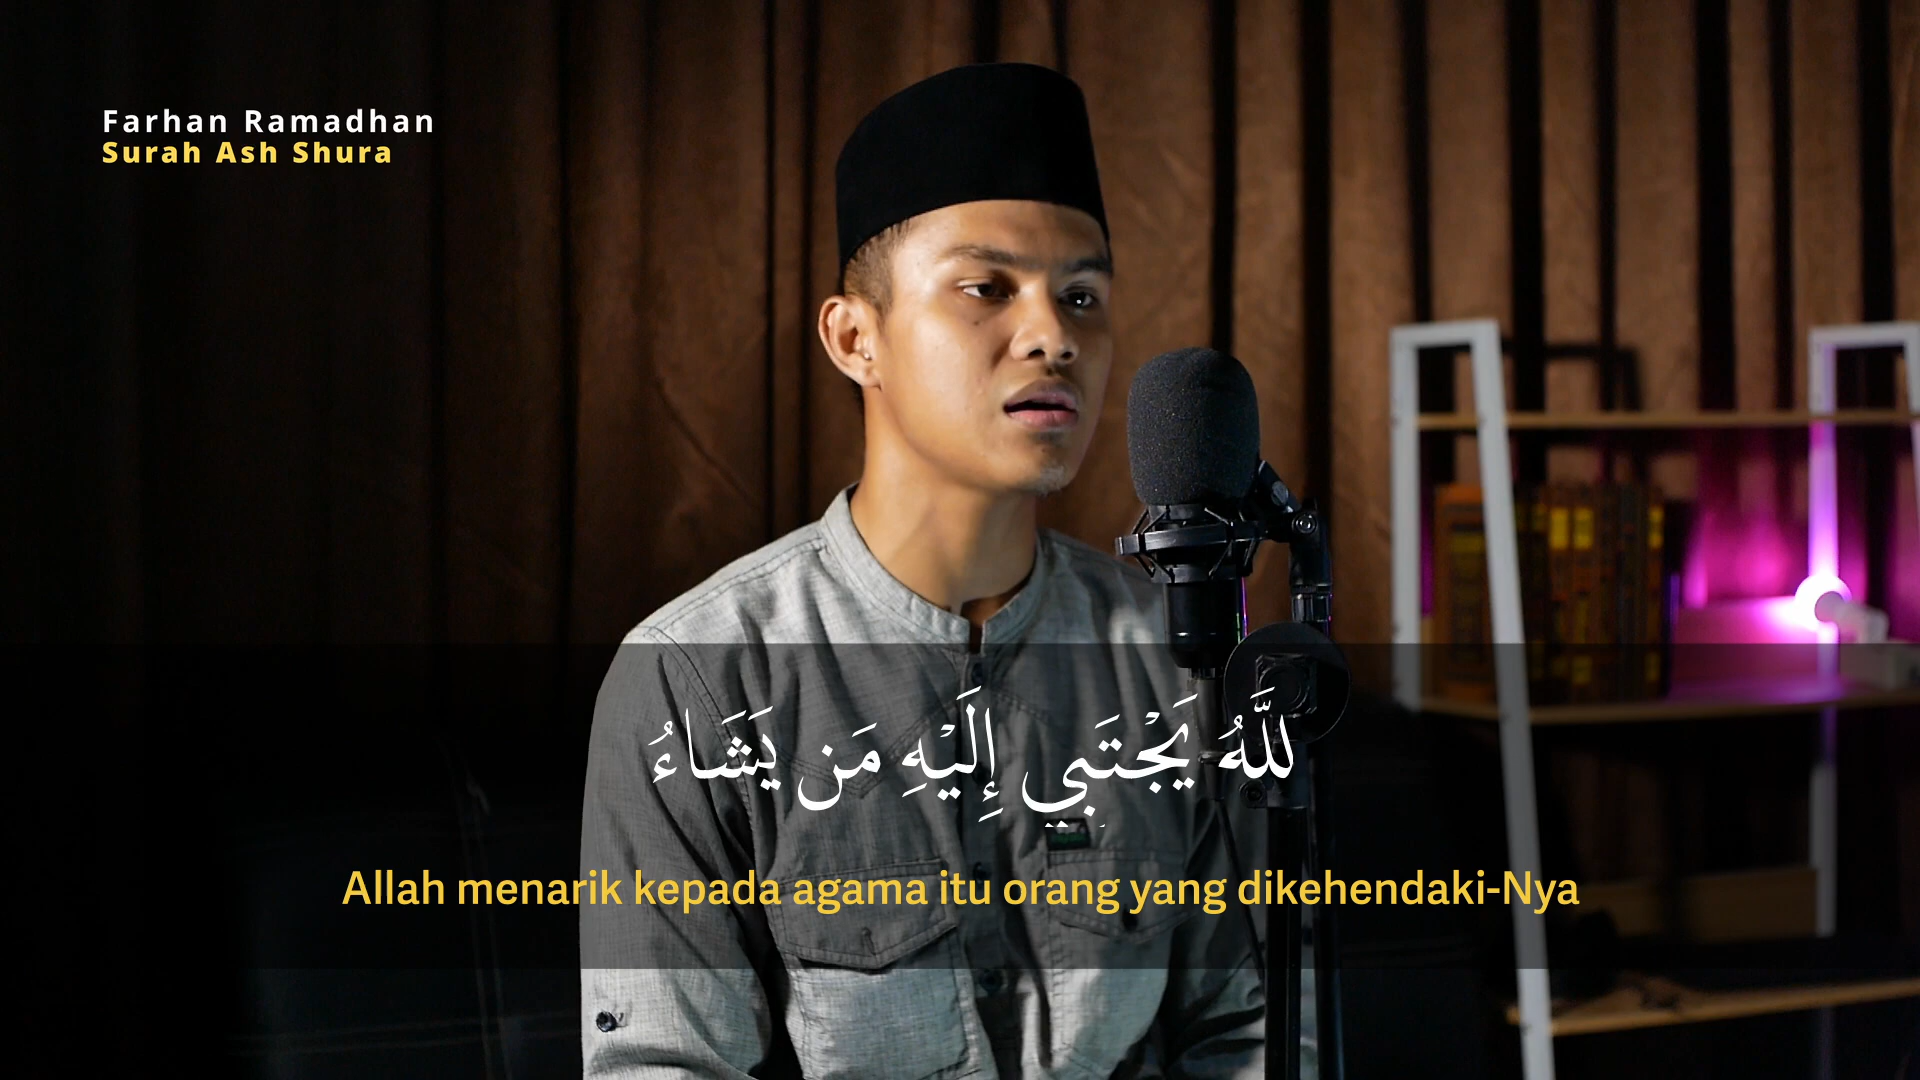 Farhan Ramadhan
Surah Ash Shura
للَّهُ يَجْتَبِي إِلَيْهِ مَن يَشَاءُ
Allah menarik kepada agama itu orang yang dikehendaki-Nya